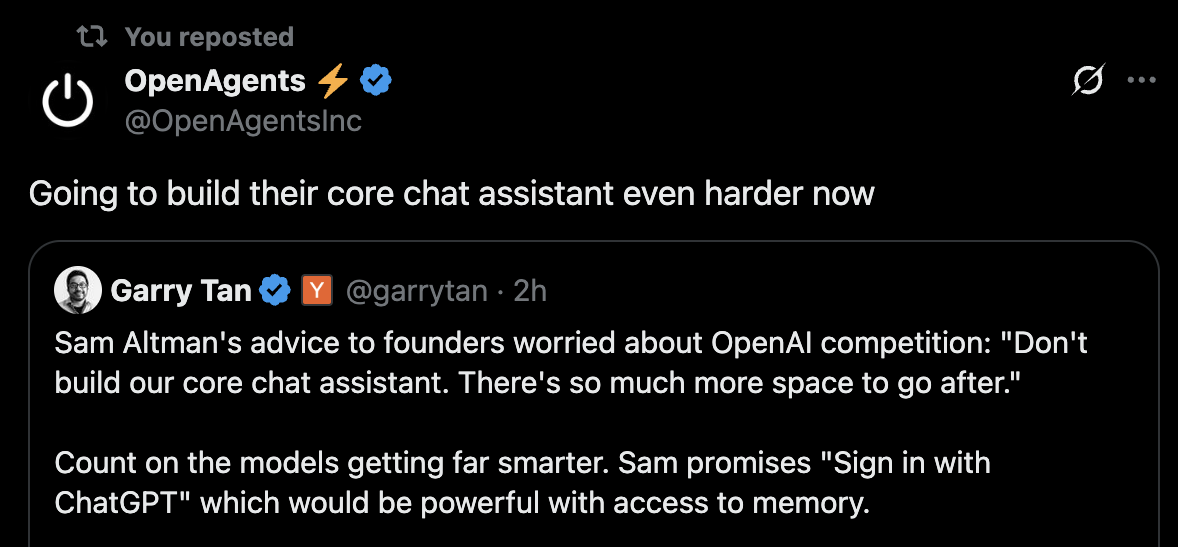 You reposted
OpenAgents ⚡
@OpenAgentsInc
Going to build their core chat assistant even harder now
Garry Tan Y @garrytan · 2h
Sam Altman's advice to founders worried about OpenAI competition: "Don't
build our core chat assistant. There's so much more space to go after."
Count on the models getting far smarter. Sam promises "Sign in with
ChatGPT" which would be powerful with access to memory.